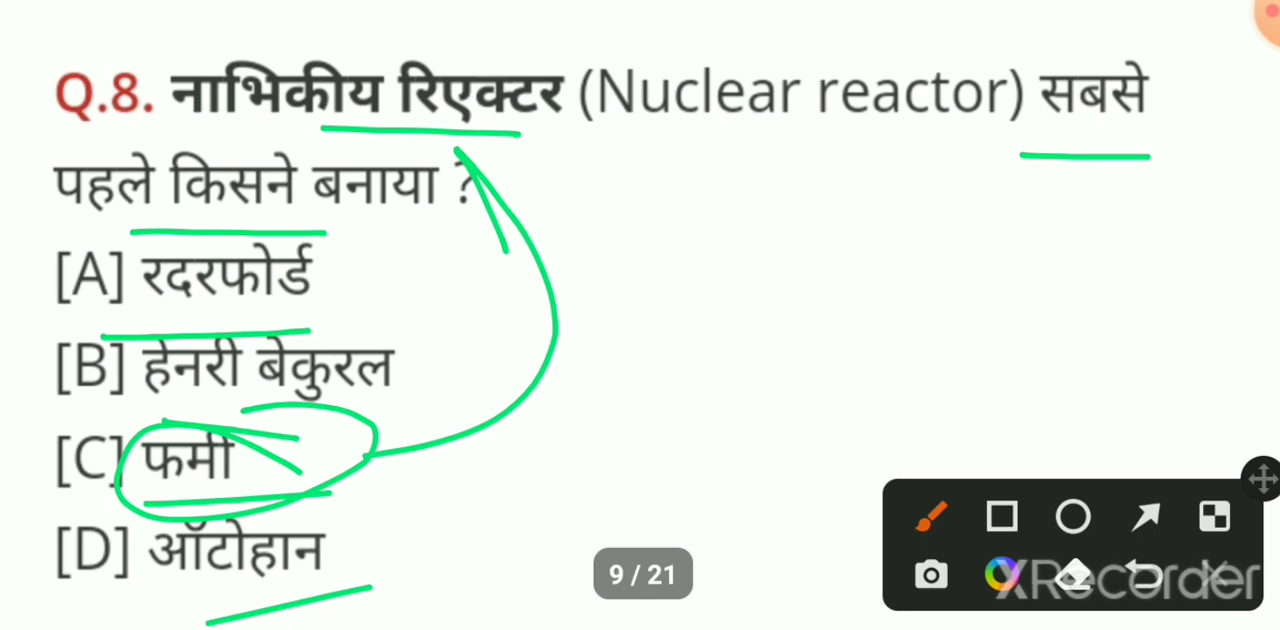 Q.8. नाभिकीय रिएक्टर (Nuclear reactor) सबसे
पहले किसने बनाया ?
[A] रदरफोर्ड
[B] हेनरी बेकुरल
[C] फर्मी
[D] ऑटोहान
9 / 21
XRecorder